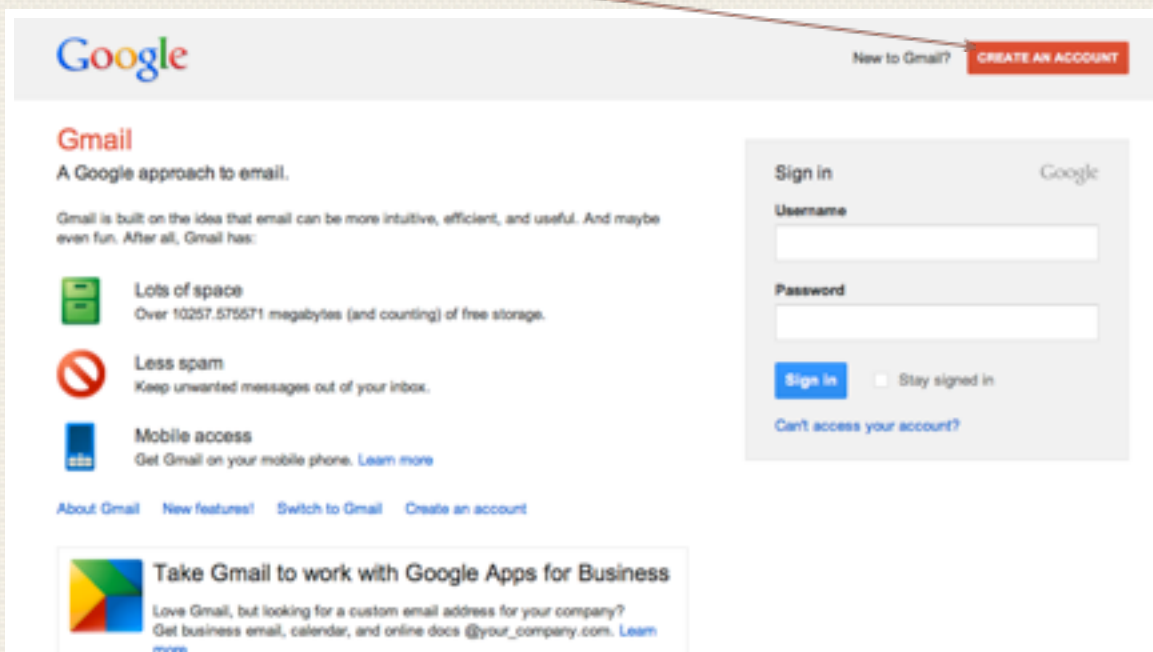 Google
New to Gmail? CREATE AN ACCOUNT
Gmail
A Google approach to email.
Gmail is built on the idea that email can be more intuitive, efficient, and useful. And maybe
even fun. After all, Gmail has:
Lots of space
Over 10257.575571 megabytes (and counting) of free storage.
Less spam
Keep unwanted messages out of your inbox.
Mobile access
Get Gmail on your mobile phone. Learn more
About Gmail New features! Switch to Gmail Create an account
Take Gmail to work with Google Apps for Business
Love Gmail, but looking for a custom email address for your company?
Get business email, calendar, and online docs @your_company.com. Learn
more
Sign in Google
Username
Password
Sign in Stay signed in
Can't access your account?